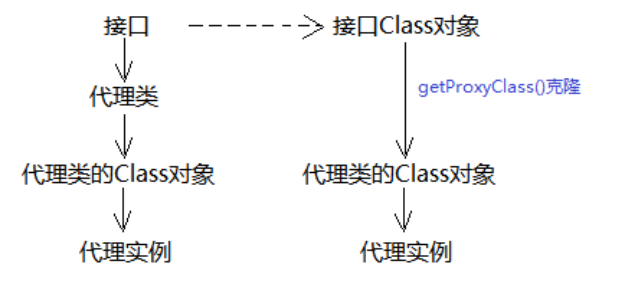 接口 接口Class对象
getProxyClass()克隆
代理类
代理类的Class对象 代理类的Class对象
代理实例 代理实例